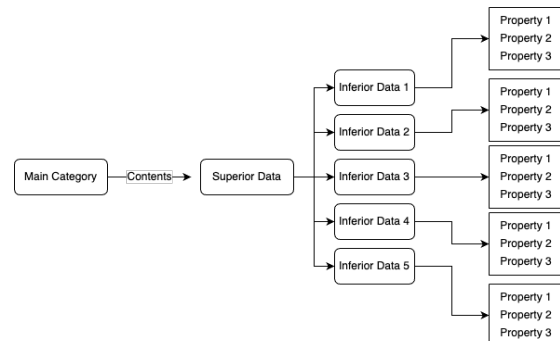 Main Category
Contents
Superior Data
Inferior Data 1
Property 1
Property 2
Property 3
Inferior Data 2
Property 1
Property 2
Property 3
Inferior Data 3
Property 1
Property 2
Property 3
Inferior Data 4
Property 1
Property 2
Property 3
Inferior Data 5
Property 1
Property 2
Property 3